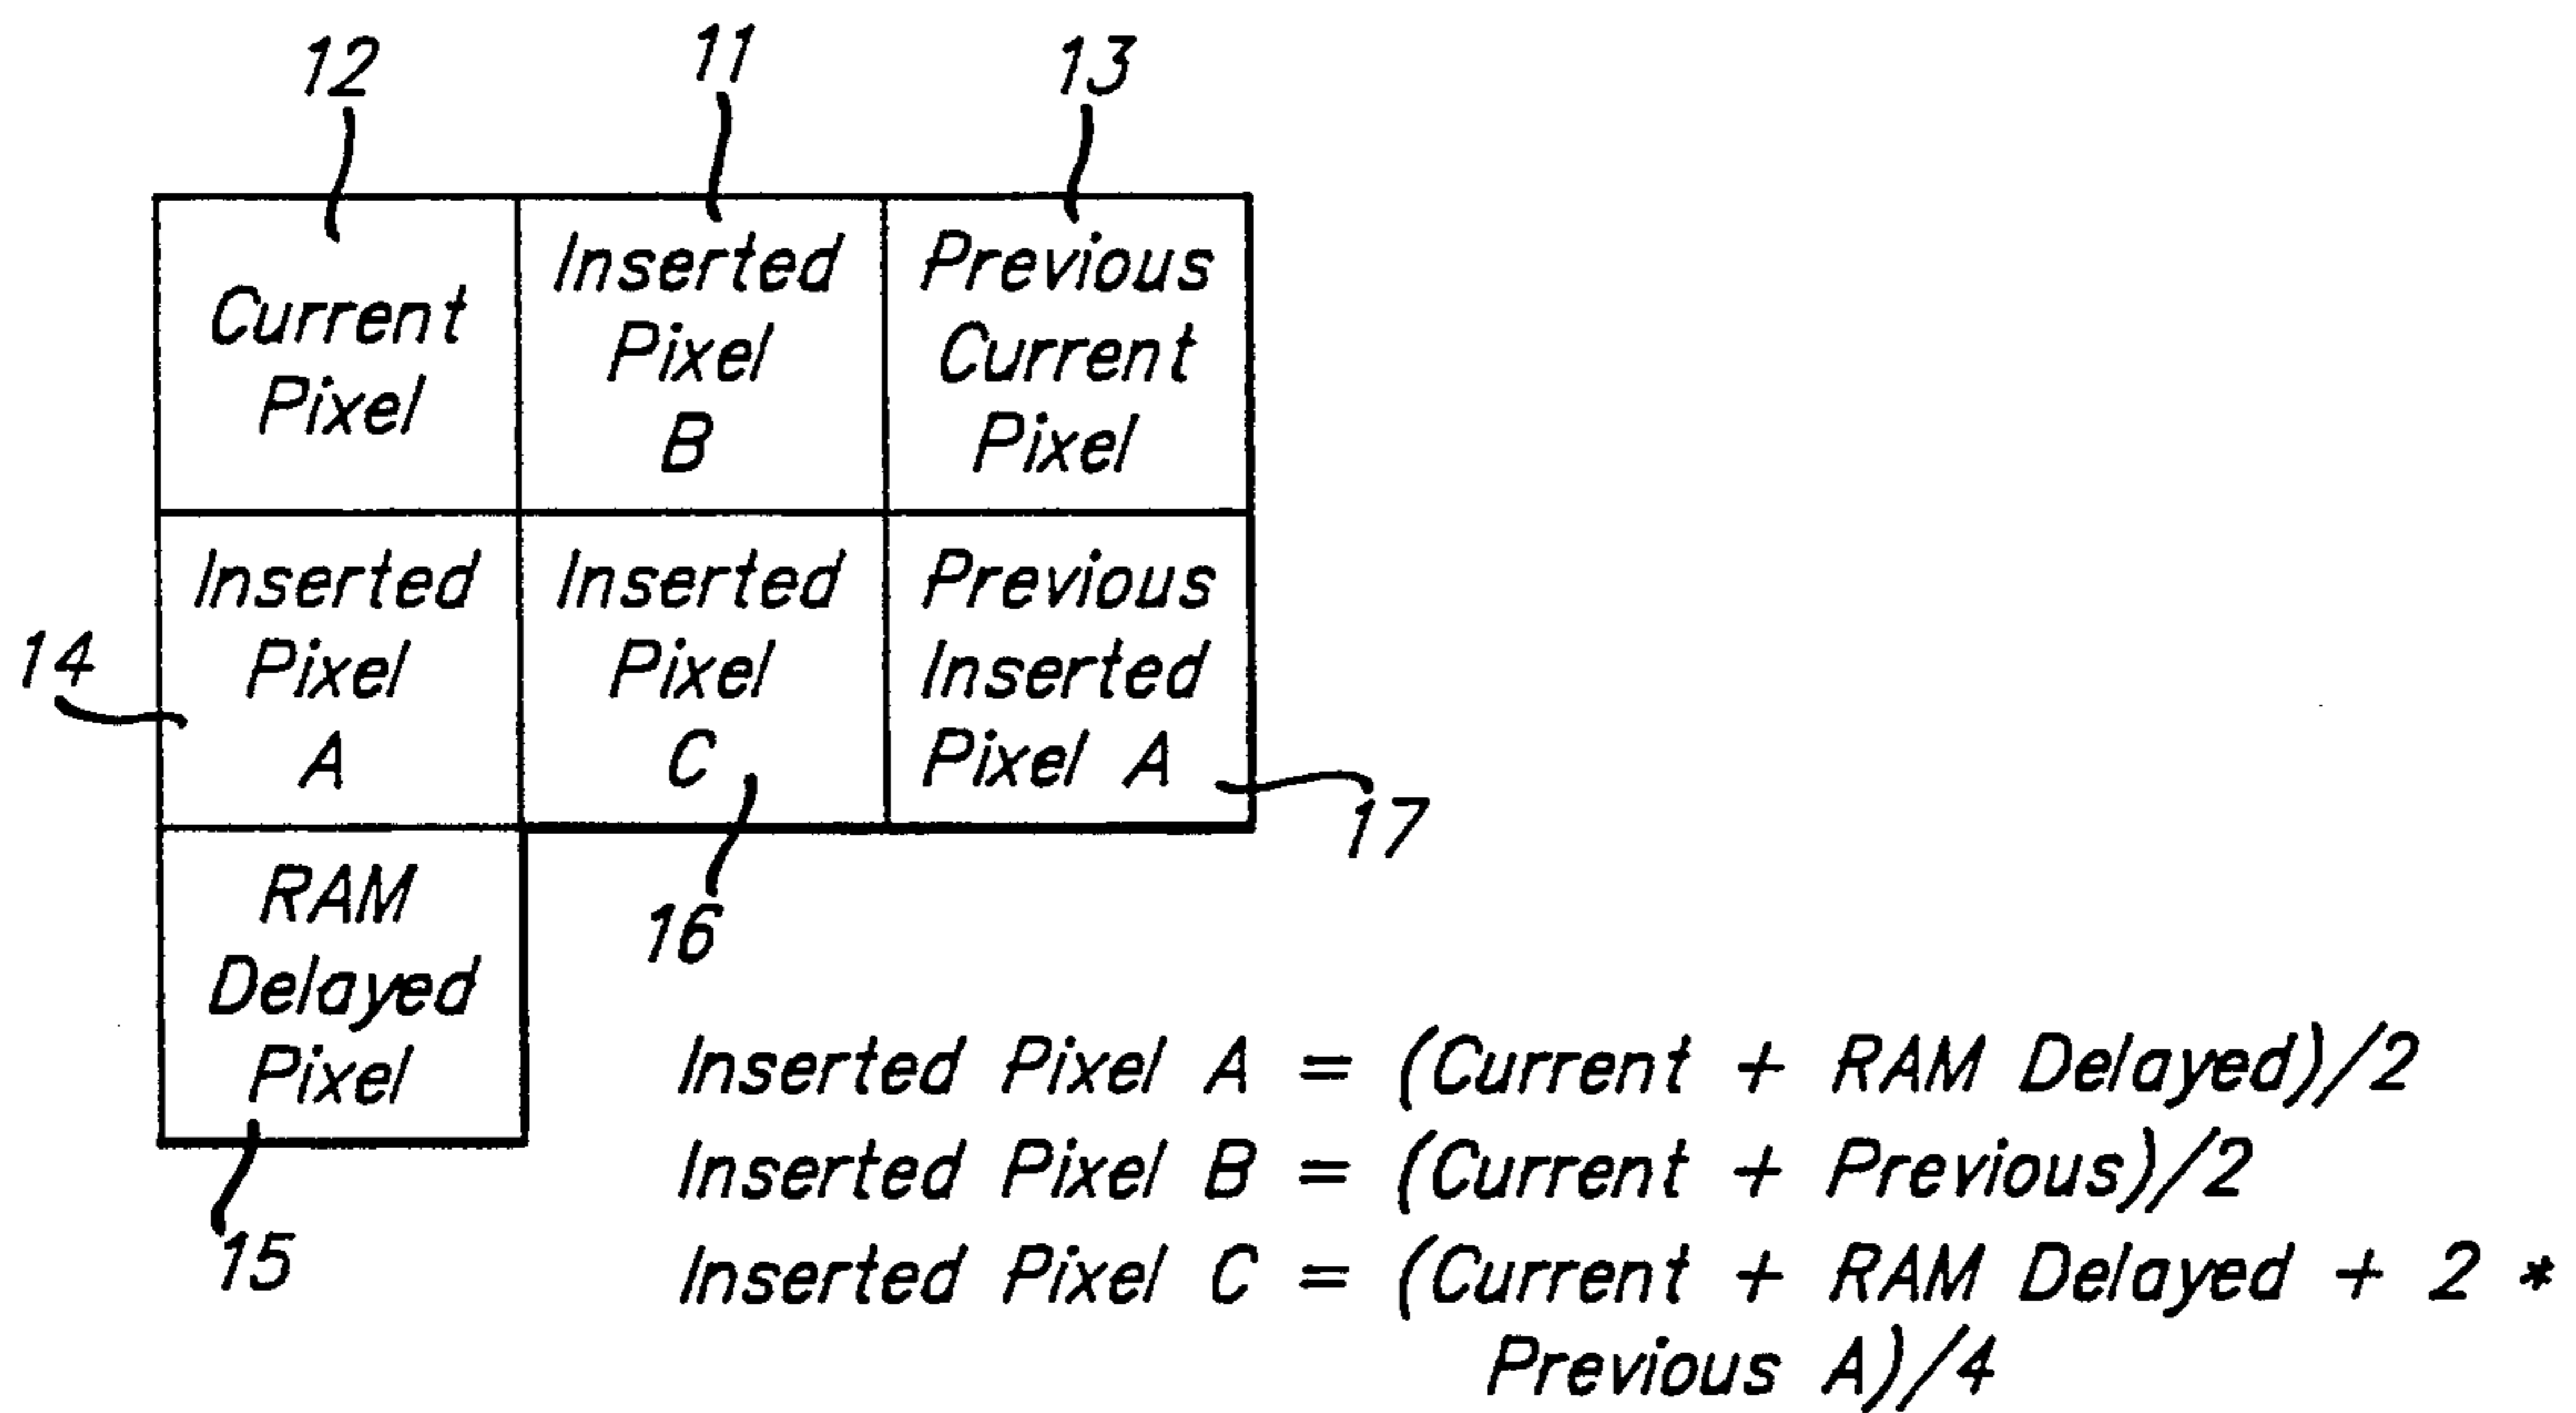 12
11
13
Current
Pixel
Inserted
Pixel
B
Previous
Current
Pixel
14
Inserted
Pixel
A
Inserted
Pixel
C
Previous
Inserted
Pixel A
17
16
RAM
Delayed
Pixel
15
Inserted Pixel A = (Current + RAM Delayed)/2
Inserted Pixel B = (Current + Previous)/2
Inserted Pixel C = (Current + RAM Delayed + 2 *
Previous A)/4